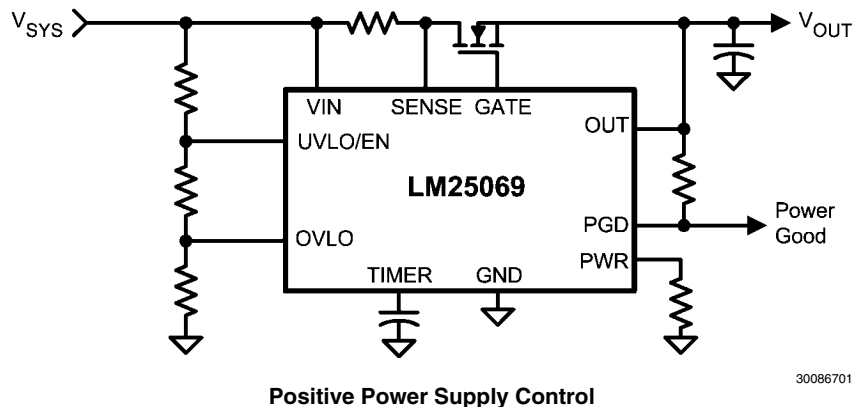 VSYS
VOUT
VIN
SENSE
GATE
OUT
UVLO/EN
LM25069
PGD
Power
Good
OVLO
PWR
TIMER
GND
30086701
Positive Power Supply Control